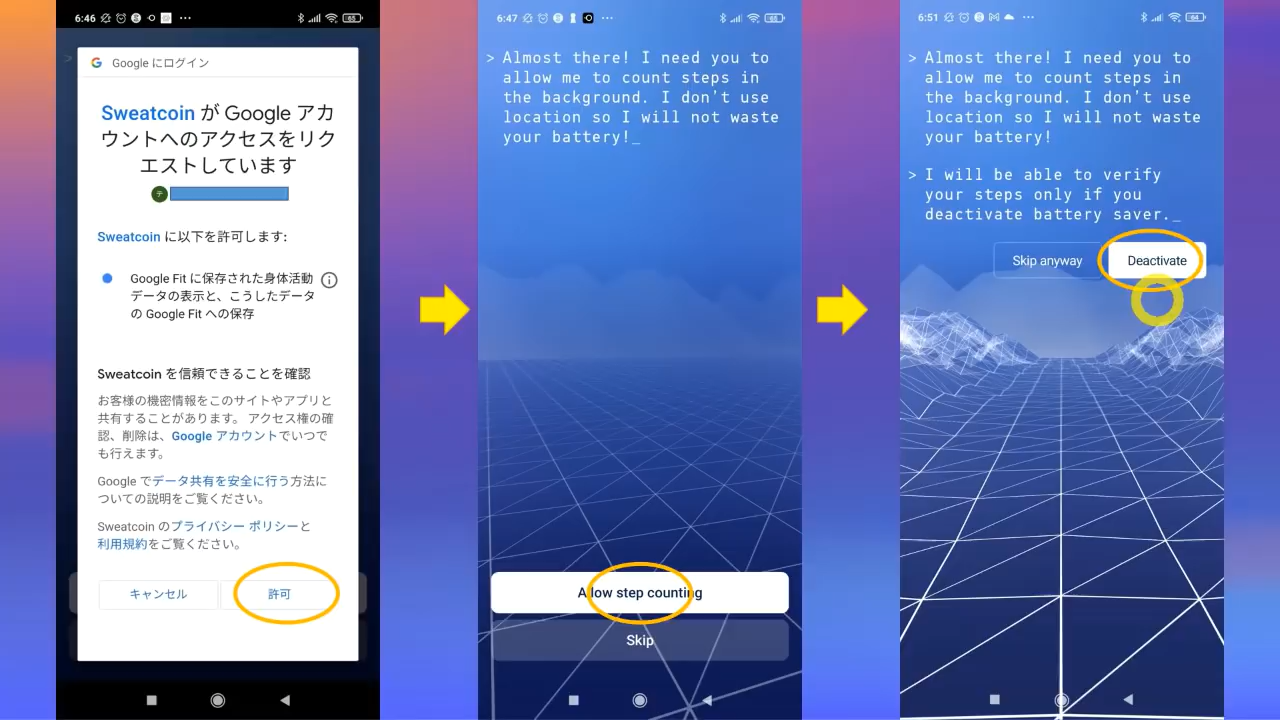 6:46
65
Google にログイン
Sweatcoin が Google アカ
ウントへのアクセスをリク
エストしています
テ
Sweatcoin に以下を許可します:
Google Fit に保存された身体活動
データの表示と、こうしたデータ
の Google Fit への保存
Sweatcoin を信頼できることを確認
お客様の機密情報をこのサイトやアプリと
共有することがあります。 アクセス権の確
認、削除は、Google アカウントでいつで
も行えます。
Google でデータ共有を安全に行う方法に
ついての説明をご覧ください。
Sweatcoin のプライバシー ポリシーと
利用規約をご覧ください。
キャンセル
許可
6:47
65
> Almost there! I need you to
allow me to count steps in
the background. I don't use
location so I will not waste
your battery!_
Allow step counting
Skip
6:51
64
> Almost there! I need you to
allow me to count steps in
the background. I don't use
location so I will not waste
your battery!
> I will be able to verify
your steps only if you
deactivate battery saver._
Skip anyway
Deactivate